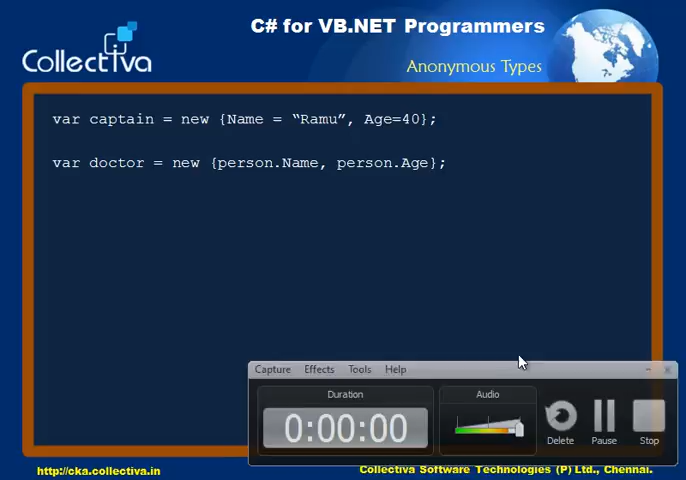 C# for VB.NET Programmers
Collectiva
Anonymous Types
var captain = new {Name = “Ramu”, Age=40};
var doctor = new {person.Name, person.Age};
Capture Effects Tools Help
Duration
Audio
0:00:00
Delete Pause Stop
http://cka.collectiva.in
Collectiva Software Technologies (P) Ltd., Chennai.